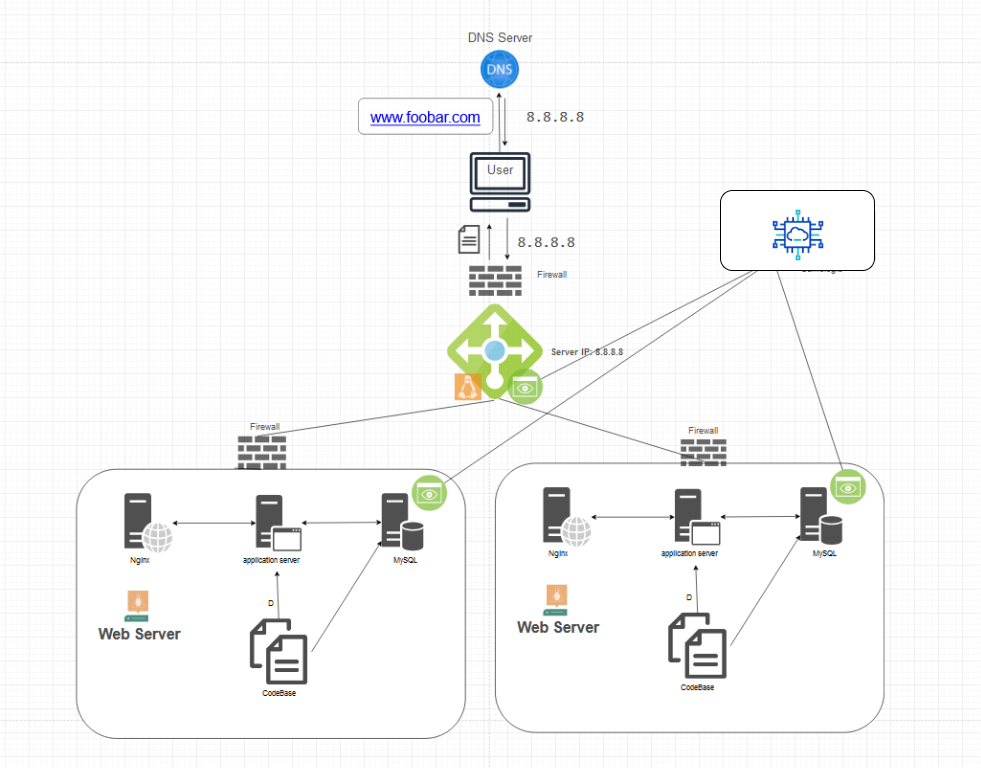 DNS Server
DNS
www.foobar.com
8.8.8.8
User
8.8.8.8
Firewall
Server IP: 8.8.8.8
Firewall
Firewall
Nginx
application server
MySQL
D
Web Server
CodeBase
Nginx
application server
MySQL
D
Web Server
CodeBase